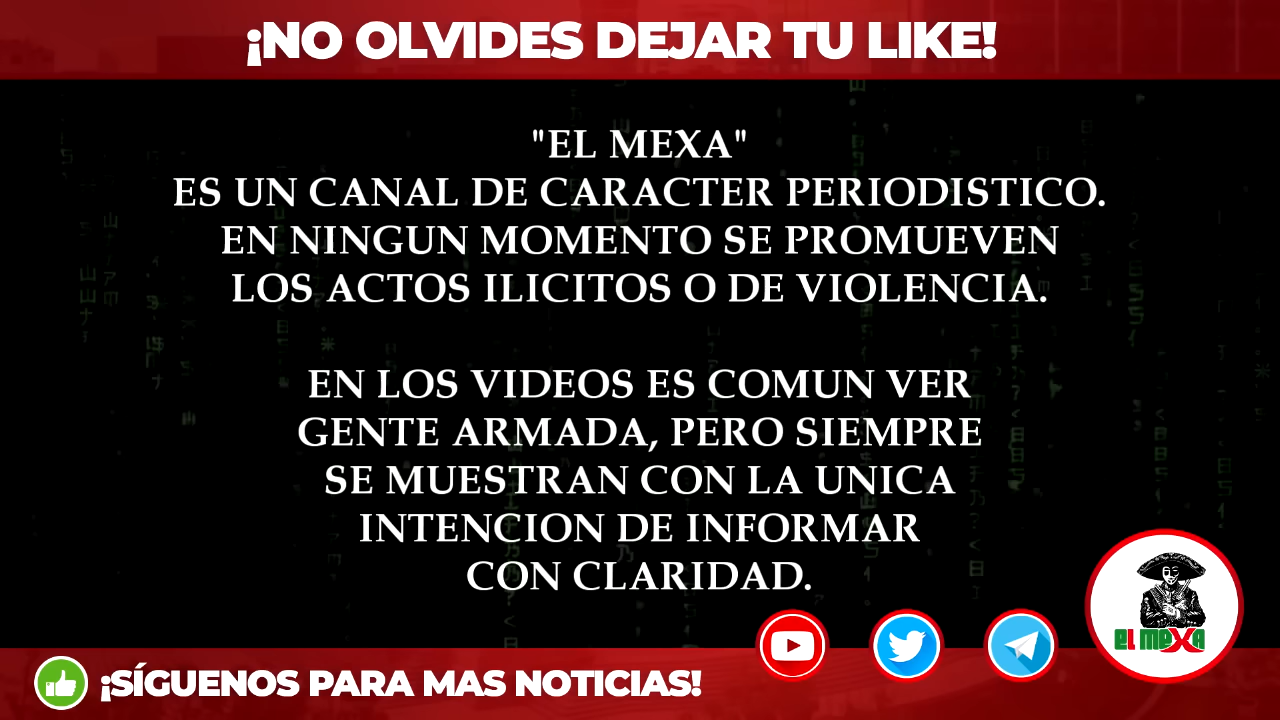 ¡NO OLVIDES DEJAR TU LIKE!
"EL MEXA"
ES UN CANAL DE CARACTER PERIODISTICO.
EN NINGUN MOMENTO SE PROMUEVEN
LOS ACTOS ILICITOS O DE VIOLENCIA.
EN LOS VIDEOS ES COMUN VER
GENTE ARMADA, PERO SIEMPRE
SE MUESTRAN CON LA UNICA
INTENCION DE INFORMAR
CON CLARIDAD.
EL MEXA
¡SÍGUENOS PARA MAS NOTICIAS!